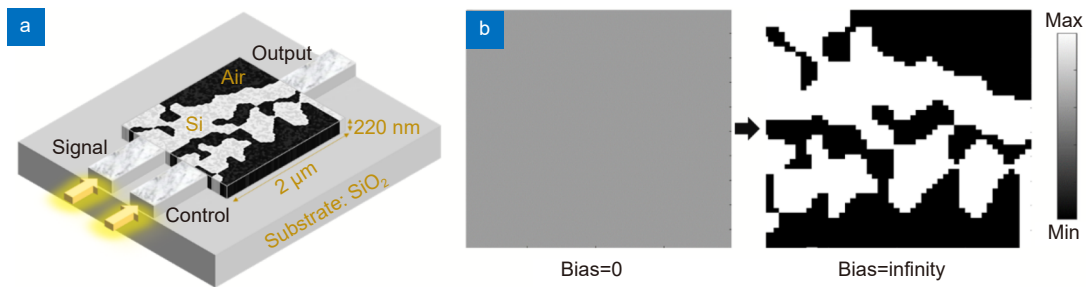 a
Output
Air
Si
220 nm
Signal
2 μm
Control
Substrate: SiO₂
b
Max
Min
Bias=0
Bias=infinity